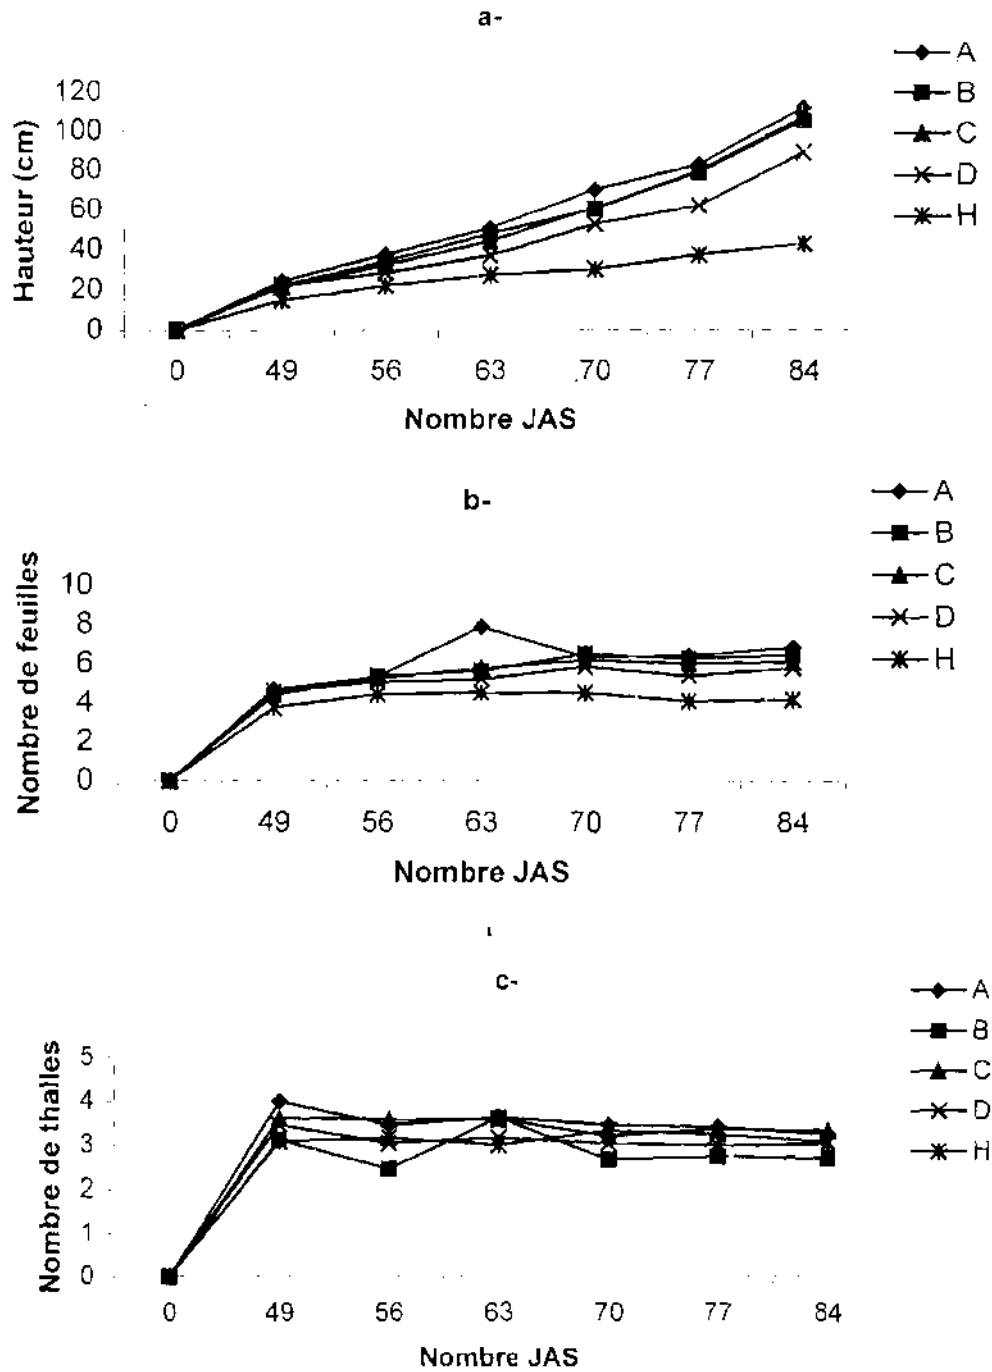 a-
A
B
C
D
H
Hauteur (cm)
120
100
80
60
40
20
0
0 49 56 63 70 77 84
Nombre JAS
b-
A
B
C
D
H
Nombre de feuilles
10
8
6
4
2
0
0 49 56 63 70 77 84
Nombre JAS
c-
A
B
C
D
H
Nombre de thalles
5
4
3
2
1
0
0 49 56 63 70 77 84
Nombre JAS